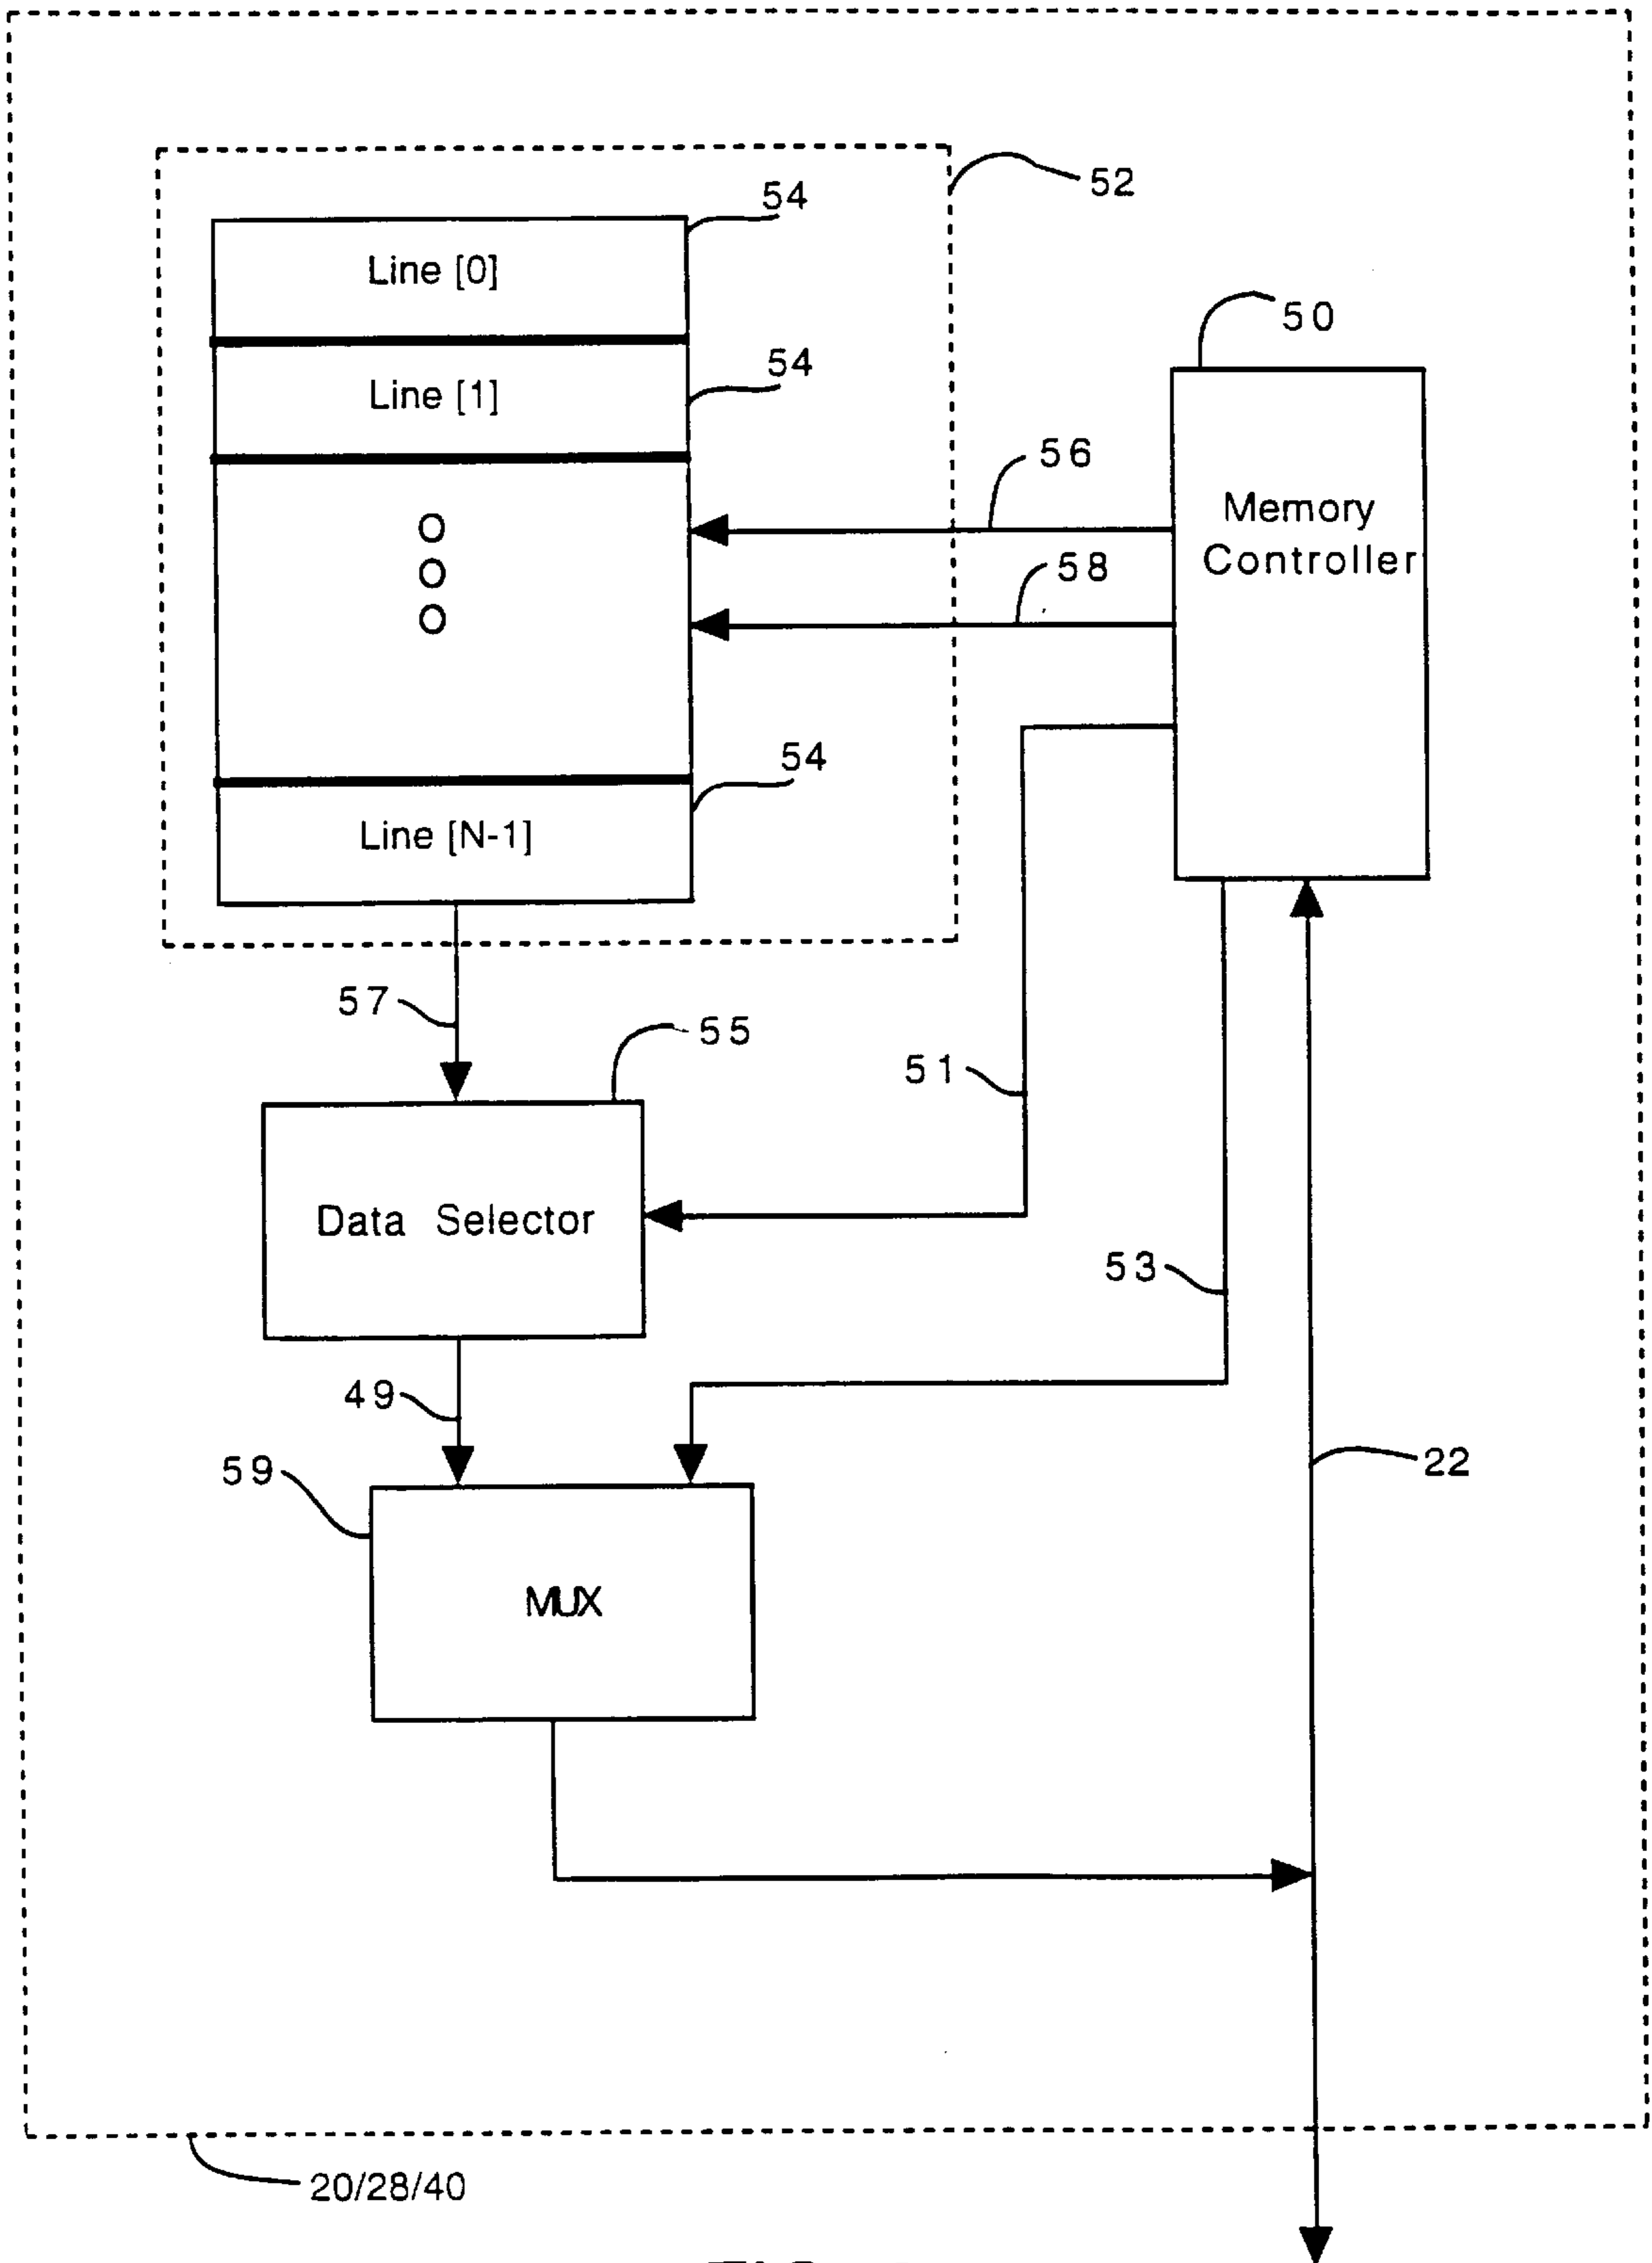 52
54
Line [0]
50
54
Line [1]
56
Memory
Controller
58
O
O
O
54
Line [N-1]
57
55
51
Data Selector
53
49
59
22
MUX
20/28/40